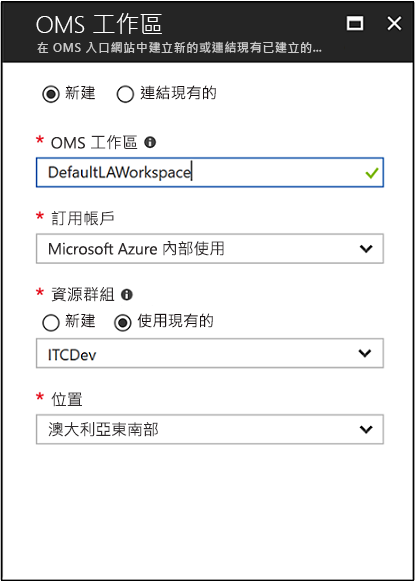 OMS 工作區
在 OMS 入口網站中建立新的或連結現有已建立的...
新建 連結現有的
* OMS 工作區
DefaultLAWorkspace
* 訂用帳戶
Microsoft Azure 內部使用
* 資源群組
新建 使用現有的
ITCDev
* 位置
澳大利亞東南部